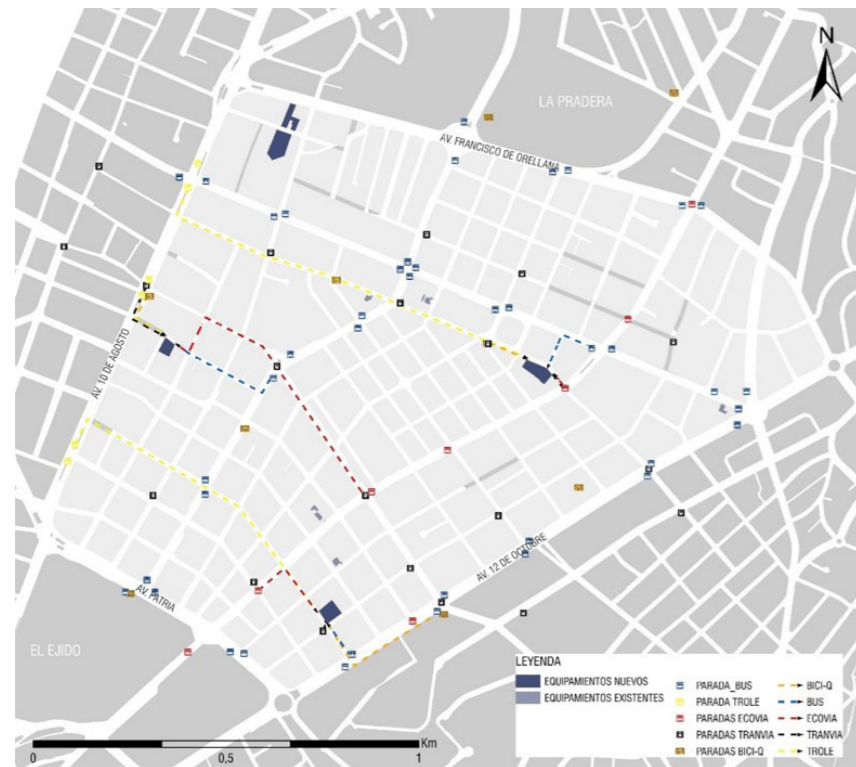 N
LA PRADERA
AV. FRANCISCO DE ORELLANA
AV. 10 DE AGOSTO
AV. 12 DE OCTUBRE
AV. PATRIA
EL EJIDO
LEYENDA
EQUIPAMIENTOS NUEVOS
EQUIPAMIENTOS EXISTENTES
PARADA_BUS
PARADA TROLE
PARADAS ECOVIA
PARADAS TRANVIA
PARADAS BICI-Q
BICI-Q
BUS
ECOVIA
TRANVIA
TROLE
Km
0
0,5
1